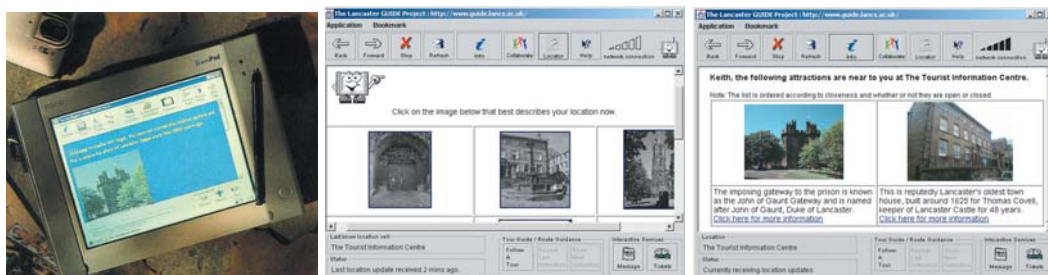 The Lancaster GUIDE Project : http://www.guide.lancs.ac.uk/
Application Bookmark
Back Forward Stop Refresh Info Collaborate Locator Help network connection
Click on the image below that best describes your location now.
Last know location cell
The Tourist Information Centre
Status
Last location update received 2 mins ago.
Tour Guide / Route Guidance
Follow
A
Tour
Interactive Services
Message Tickets
The Lancaster GUIDE Project : http://www.guide.lancs.ac.uk/
Application Bookmark
Back Forward Stop Refresh Info Collaborate Locator Help network connection
Keith, the following attractions are near to you at The Tourist Information Centre.
Note: The list is ordered according to closeness and whether or not they are open or closed.
The imposing gateway to the prison is known
as the John of Gaunt Gateway and is named
after John of Gaunt, Duke of Lancaster.
Click here for more information
This is reputedly Lancaster's oldest town
house, built around 1625 for Thomas Covell,
keeper of Lancaster Castle for 48 years.
Click here for more information
Location
The Tourist Information Centre
Status
Currently receiving location updates
Tour Guide / Route Guidance
Follow
A
Tour
Interactive Services
Message Tickets